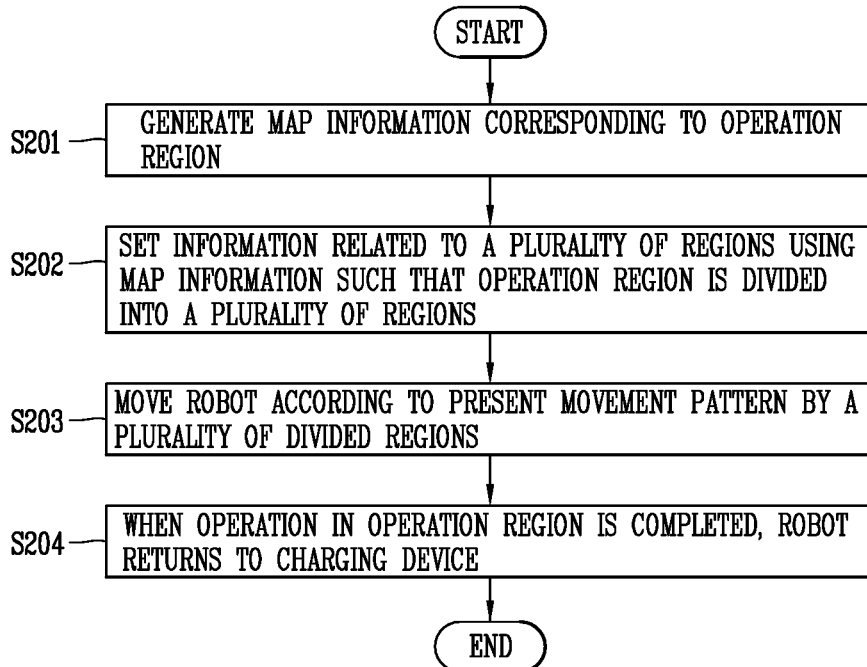 START
S201
GENERATE MAP INFORMATION CORRESPONDING TO OPERATION
REGION
S202
SET INFORMATION RELATED TO A PLURALITY OF REGIONS USING
MAP INFORMATION SUCH THAT OPERATION REGION IS DIVIDED
INTO A PLURALITY OF REGIONS
S203
MOVE ROBOT ACCORDING TO PRESENT MOVEMENT PATTERN BY A
PLURALITY OF DIVIDED REGIONS
S204
WHEN OPERATION IN OPERATION REGION IS COMPLETED, ROBOT
RETURNS TO CHARGING DEVICE
END